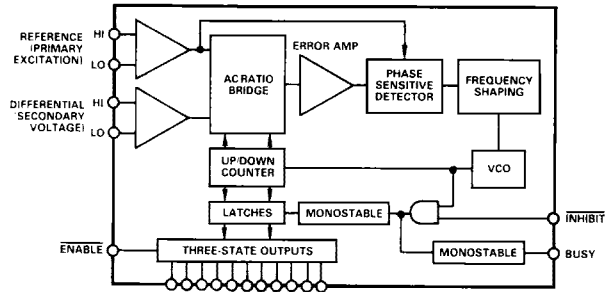 REFERENCE
(PRIMARY
EXCITATION)
HI
LO
DIFFERENTIAL
(SECONDARY
VOLTAGE)
HI
LO
AC RATIO
BRIDGE
ERROR AMP
PHASE
SENSITIVE
DETECTOR
FREQUENCY
SHAPING
UP/DOWN
COUNTER
VCO
LATCHES
MONOSTABLE
INHIBIT
ENABLE
THREE-STATE OUTPUTS
MONOSTABLE
BUSY